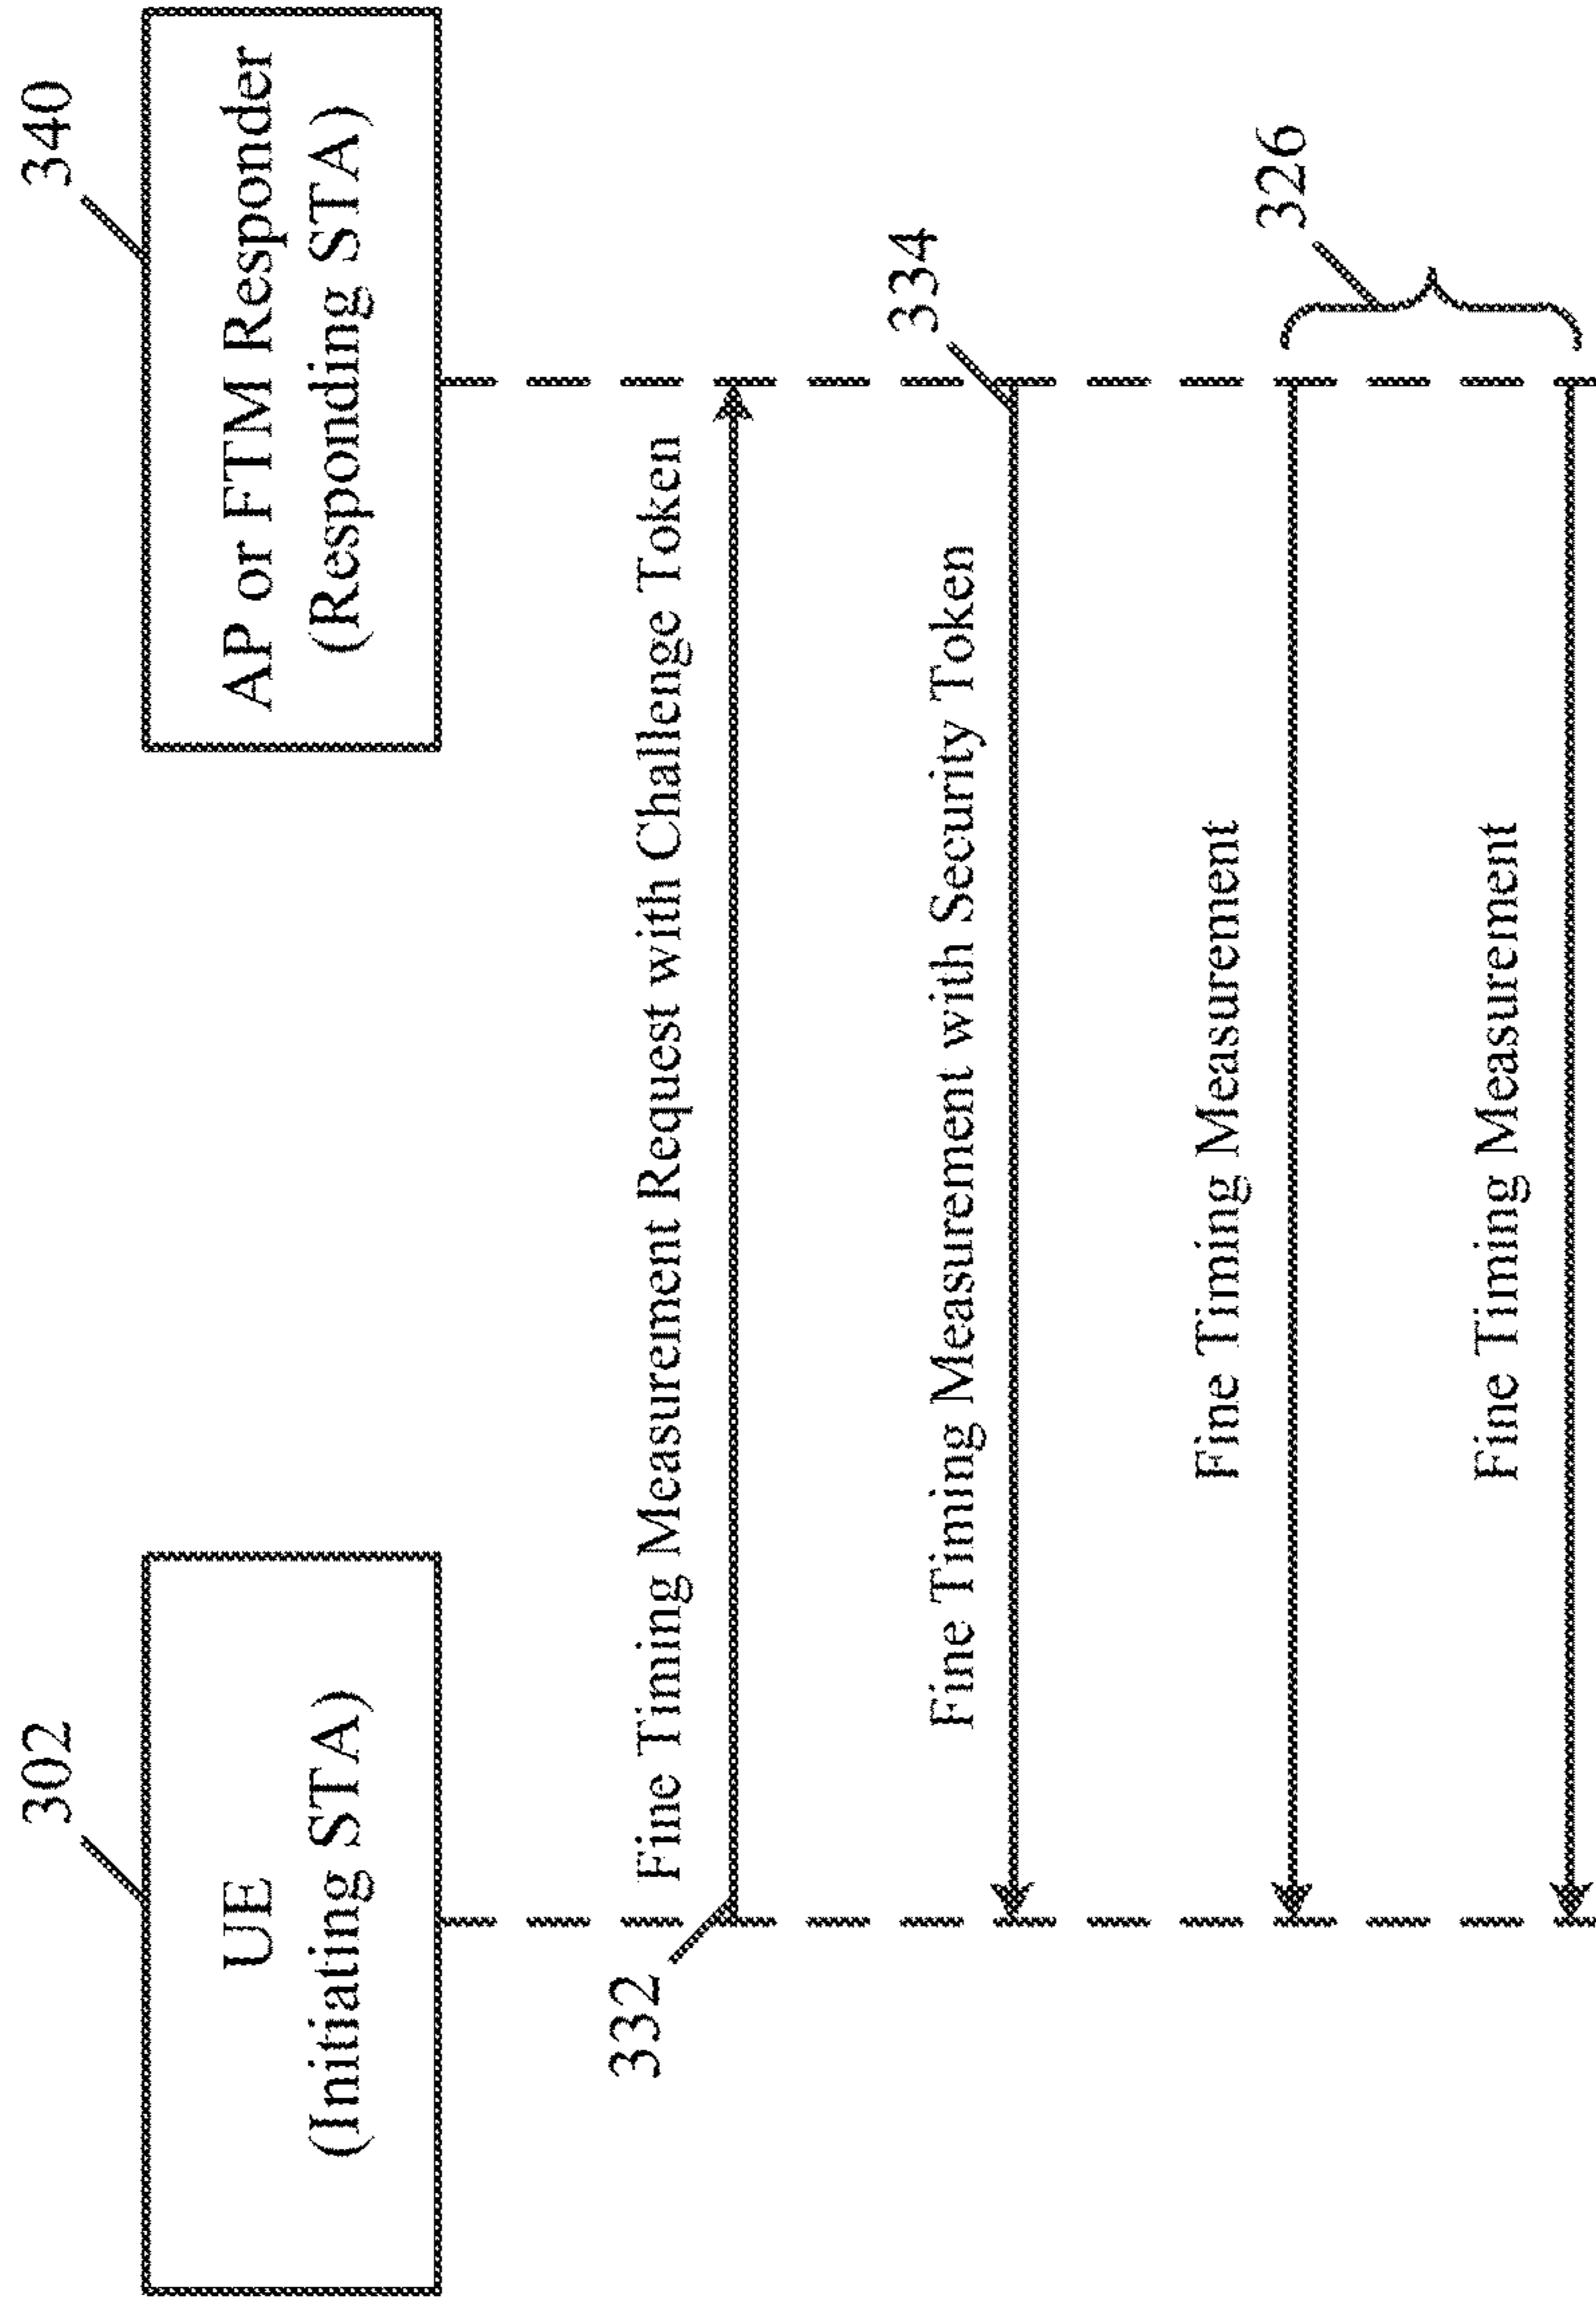 302
340
UE
(Initiating STA)
AP or FTM Responder
(Responding STA)
332
Fine Timing Measurement Request with Challenge Token
334
Fine Timing Measurement with Security Token
Fine Timing Measurement
326
Fine Timing Measurement